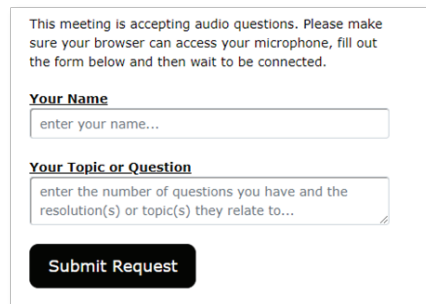 This meeting is accepting audio questions. Please make
sure your browser can access your microphone, fill out
the form below and then wait to be connected.
Your Name
enter your name...
Your Topic or Question
enter the number of questions you have and the
resolution(s) or topic(s) they relate to...
Submit Request